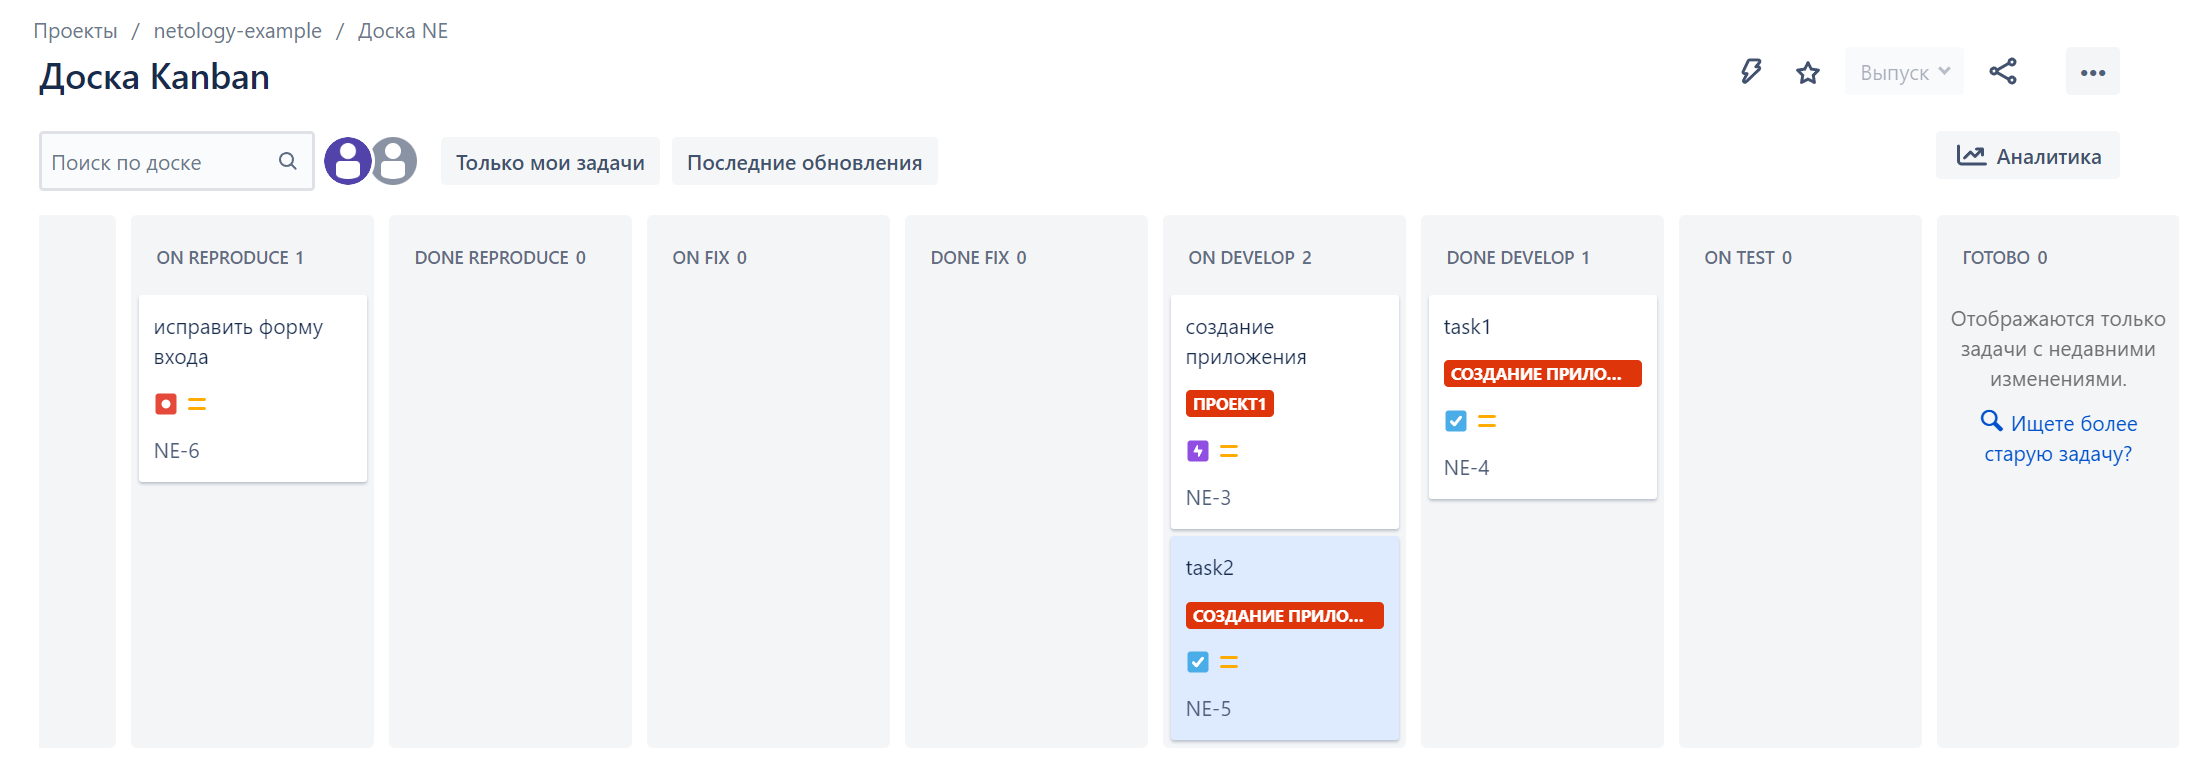 Проекты / netology-example / Доска NE
Доска Kanban
Выпуск
Поиск по доске
Только мои задачи
Последние обновления
Аналитика
ON REPRODUCE 1
исправить форму
входа
NE-6
DONE REPRODUCE 0
ON FIX 0
DONE FIX 0
ON DEVELOP 2
создание
приложения
ПРОЕКТ1
NE-3
task2
СОЗДАНИЕ ПРИЛО...
NE-5
DONE DEVELOP 1
task1
СОЗДАНИЕ ПРИЛО...
NE-4
ON TEST 0
ГОТОВО 0
Отображаются только
задачи с недавними
изменениями.
Ищете более
старую задачу?